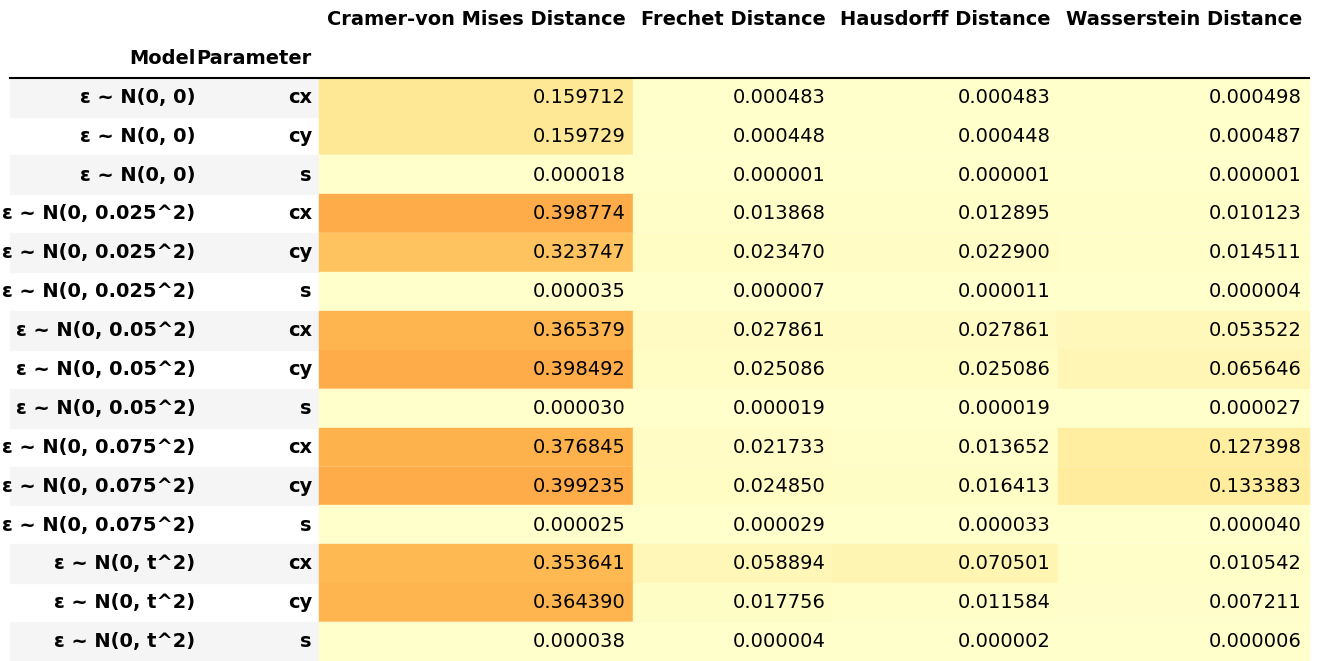 Cramer-von Mises Distance Frechet Distance Hausdorff Distance Wasserstein Distance
Model Parameter
ε ~ N(0, 0) cx 0.159712 0.000483 0.000483 0.000498
ε ~ N(0, 0) cy 0.159729 0.000448 0.000448 0.000487
ε ~ N(0, 0) s 0.000018 0.000001 0.000001 0.000001
ε ~ N(0, 0.025^2) cx 0.398774 0.013868 0.012895 0.010123
ε ~ N(0, 0.025^2) cy 0.323747 0.023470 0.022900 0.014511
ε ~ N(0, 0.025^2) s 0.000035 0.000007 0.000011 0.000004
ε ~ N(0, 0.05^2) cx 0.365379 0.027861 0.027861 0.053522
ε ~ N(0, 0.05^2) cy 0.398492 0.025086 0.025086 0.065646
ε ~ N(0, 0.05^2) s 0.000030 0.000019 0.000019 0.000027
ε ~ N(0, 0.075^2) cx 0.376845 0.021733 0.013652 0.127398
ε ~ N(0, 0.075^2) cy 0.399235 0.024850 0.016413 0.133383
ε ~ N(0, 0.075^2) s 0.000025 0.000029 0.000033 0.000040
ε ~ N(0, t^2) cx 0.353641 0.058894 0.070501 0.010542
ε ~ N(0, t^2) cy 0.364390 0.017756 0.011584 0.007211
ε ~ N(0, t^2) s 0.000038 0.000004 0.000002 0.000006